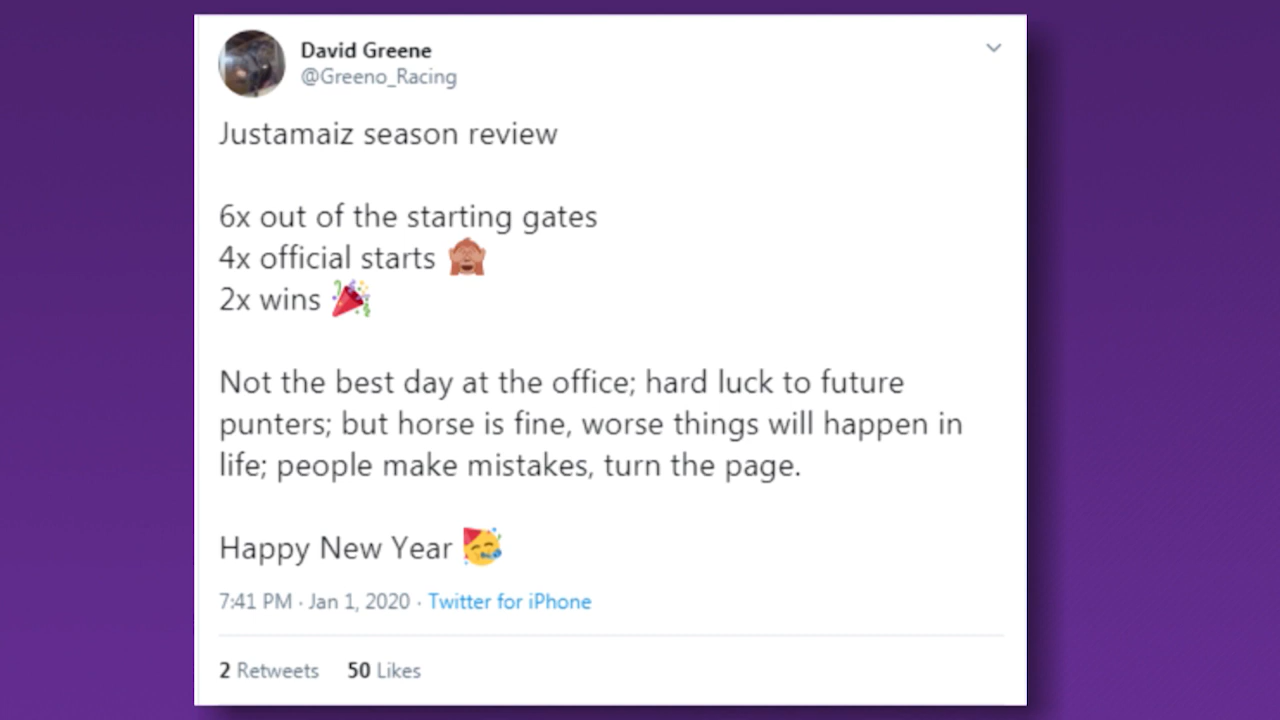 David Greene
@Greeno_Racing
Justamaiz season review
6x out of the starting gates
4x official starts 🙈
2x wins 🎉
Not the best day at the office; hard luck to future
punters; but horse is fine, worse things will happen in
life; people make mistakes, turn the page.
Happy New Year 🥳
7:41 PM · Jan 1, 2020 · Twitter for iPhone
2 Retweets 50 Likes